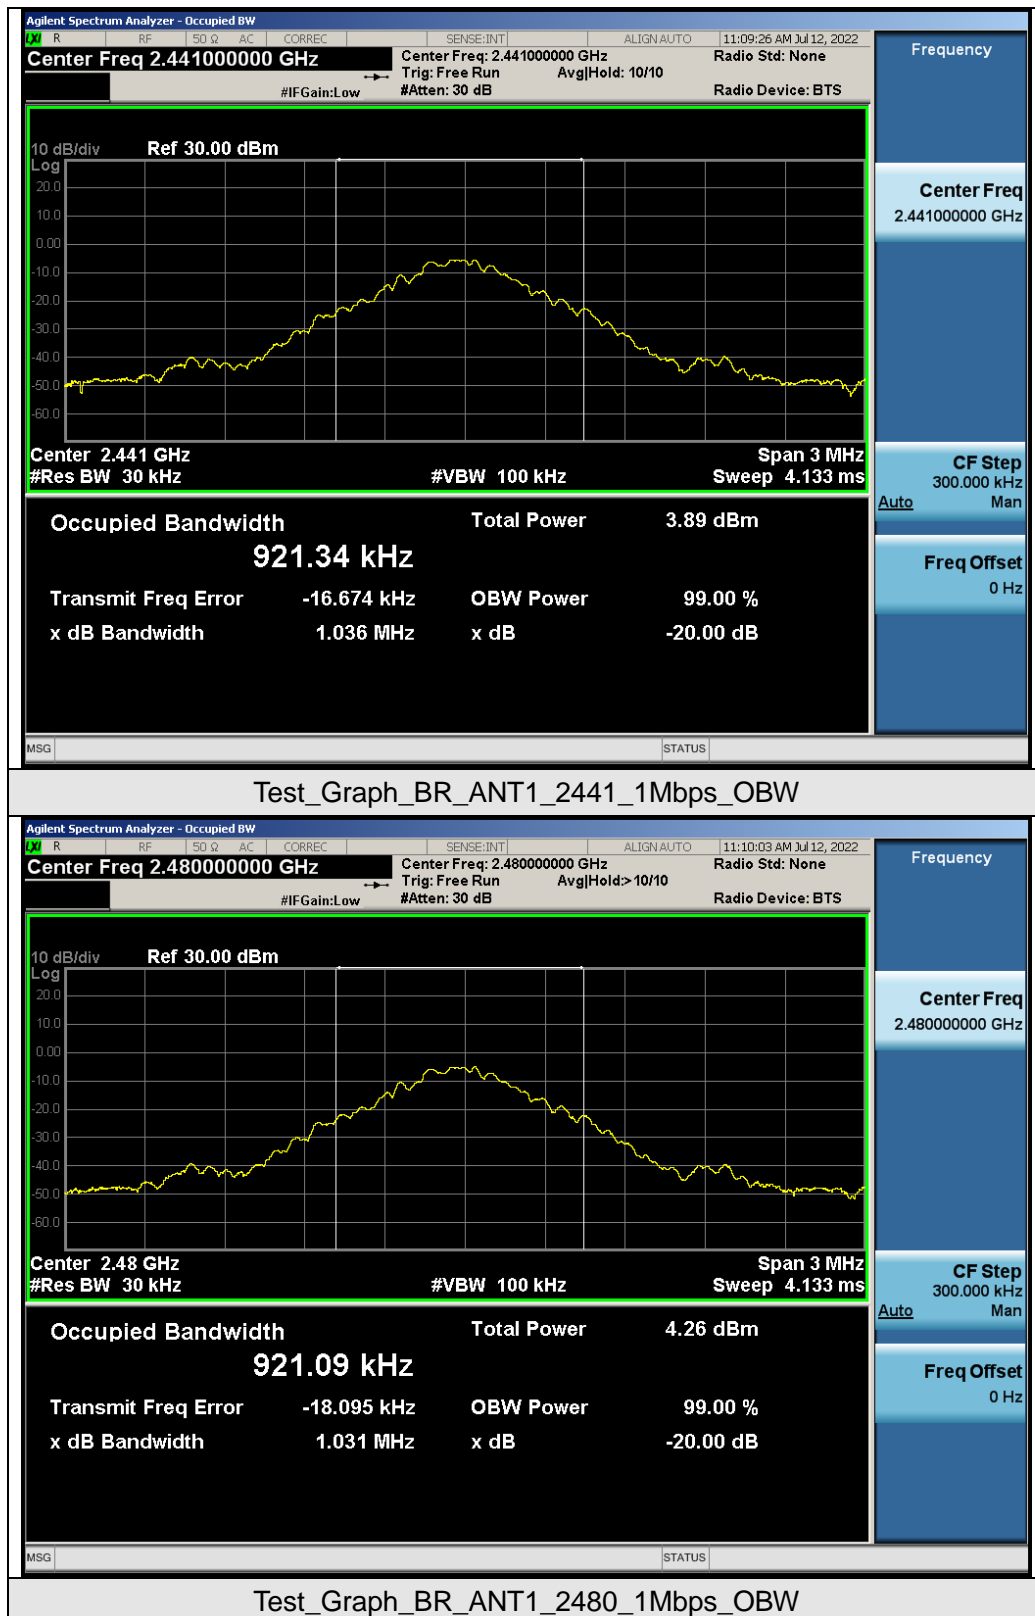 Agilent Spectrum Analyzer - Occupied BW
LXI R RF 50 Ω AC CORREC SENSE:INT ALIGN AUTO 11:09:26 AM Jul 12, 2022
Center Freq 2.441000000 GHz Center Freq: 2.441000000 GHz Radio Std: None Frequency
Trig: Free Run Avg|Hold: 10/10
#IFGain:Low #Atten: 30 dB Radio Device: BTS
10 dB/div Ref 30.00 dBm
Log
20.0
10.0
0.00
-10.0
-20.0
-30.0
-40.0
-50.0
-60.0
Center Freq
2.441000000 GHz
Center 2.441 GHz Span 3 MHz
#Res BW 30 kHz #VBW 100 kHz Sweep 4.133 ms
CF Step
300.000 kHz
Auto Man
Occupied Bandwidth Total Power 3.89 dBm
921.34 kHz
Freq Offset
0 Hz
Transmit Freq Error -16.674 kHz OBW Power 99.00 %
x dB Bandwidth 1.036 MHz x dB -20.00 dB
MSG STATUS
Test_Graph_BR_ANT1_2441_1Mbps_OBW
Agilent Spectrum Analyzer - Occupied BW
LXI R RF 50 Ω AC CORREC SENSE:INT ALIGN AUTO 11:10:03 AM Jul 12, 2022
Center Freq 2.480000000 GHz Center Freq: 2.480000000 GHz Radio Std: None Frequency
Trig: Free Run Avg|Hold:> 10/10
#IFGain:Low #Atten: 30 dB Radio Device: BTS
10 dB/div Ref 30.00 dBm
Log
20.0
10.0
0.00
-10.0
-20.0
-30.0
-40.0
-50.0
-60.0
Center Freq
2.480000000 GHz
Center 2.48 GHz Span 3 MHz
#Res BW 30 kHz #VBW 100 kHz Sweep 4.133 ms
CF Step
300.000 kHz
Auto Man
Occupied Bandwidth Total Power 4.26 dBm
921.09 kHz
Freq Offset
0 Hz
Transmit Freq Error -18.095 kHz OBW Power 99.00 %
x dB Bandwidth 1.031 MHz x dB -20.00 dB
MSG STATUS
Test_Graph_BR_ANT1_2480_1Mbps_OBW